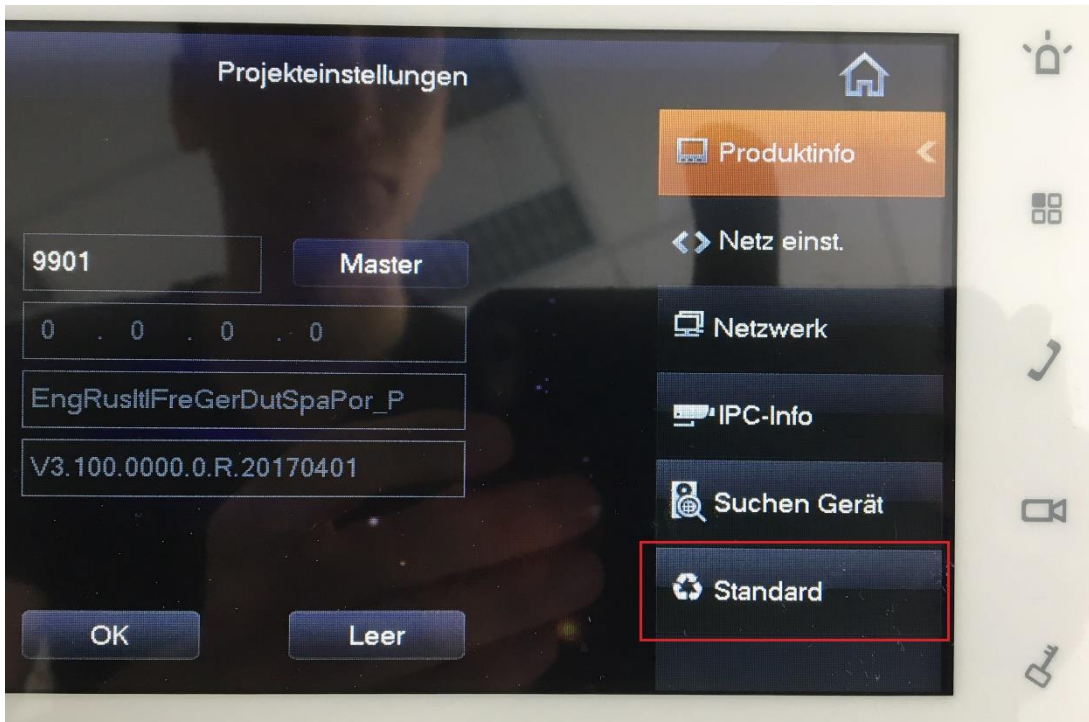 Projekteinstellungen
Produktinfo
9901
Master
Netz einst.
0 . 0 . 0 . 0
Netzwerk
EngRusItlFreGerDutSpaPor_P
IPC-Info
V3.100.0000.0.R.20170401
Suchen Gerät
Standard
OK
Leer